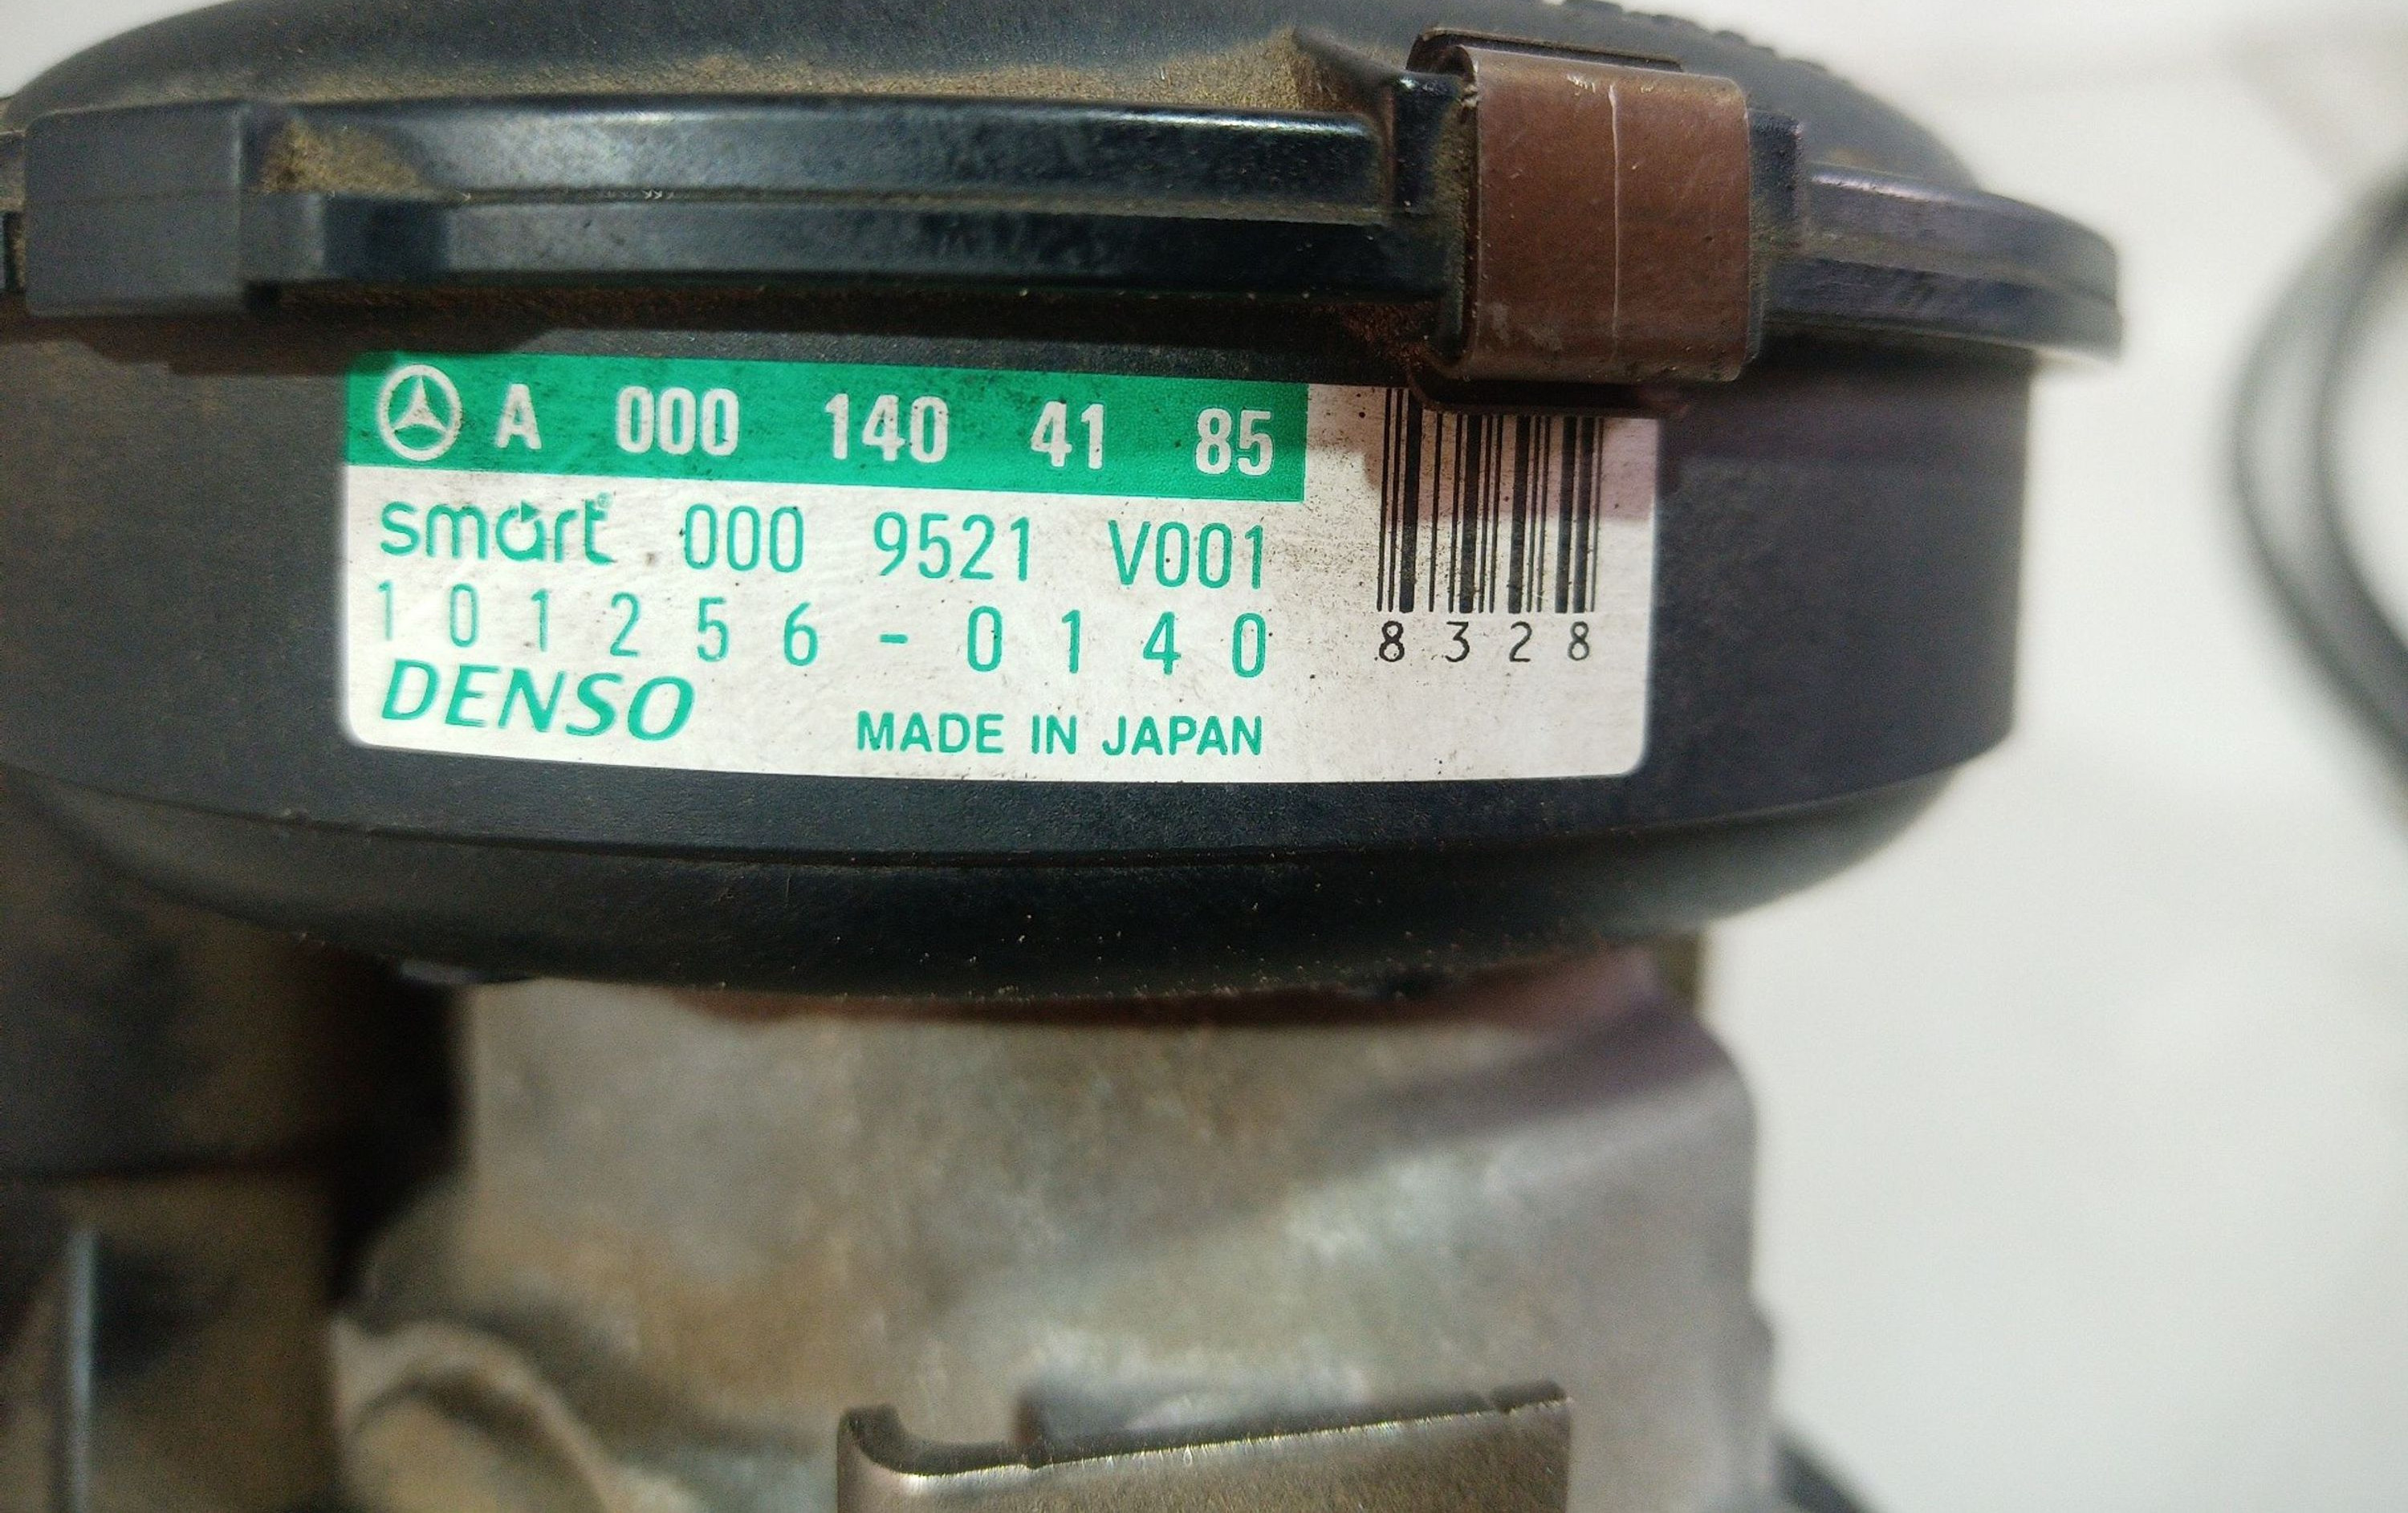 A 000 140 41 85
smart® 000 9521 V001
101256-0140
DENSO MADE IN JAPAN
8328